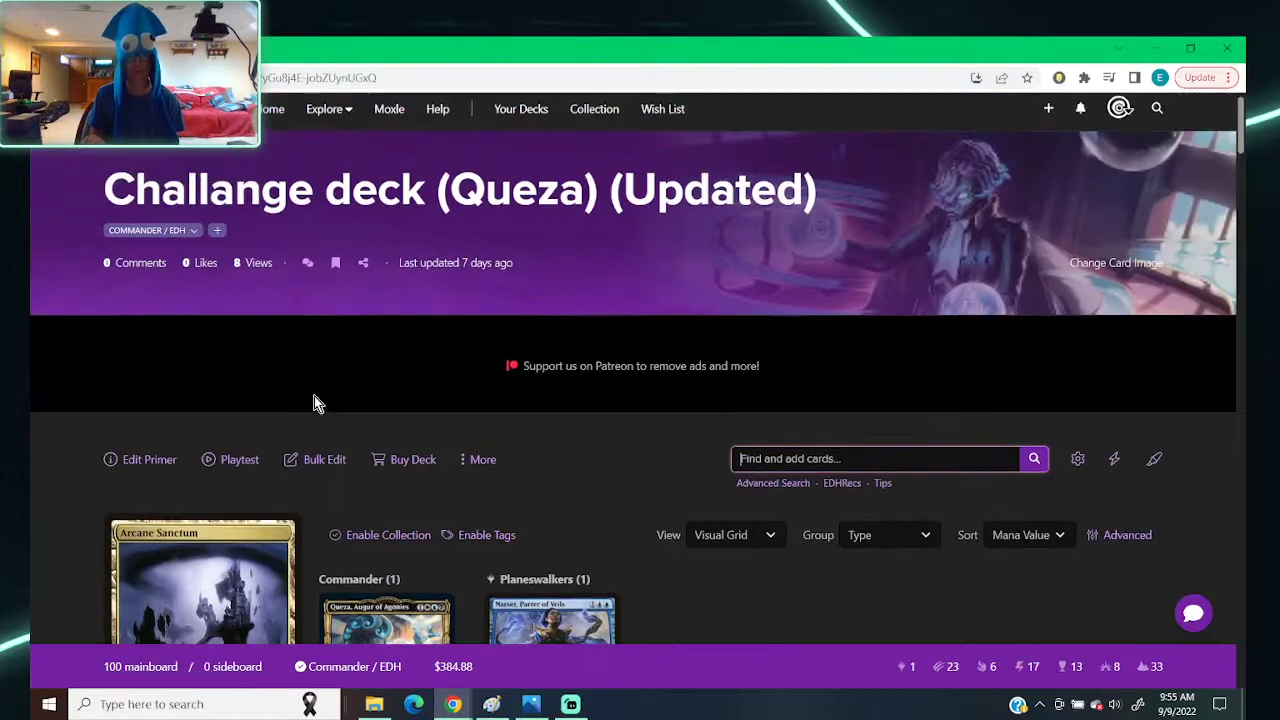 yGu8j4E-jobZUynUGxQ
E
Update
ome
Explore
Moxle
Help
Your Decks
Collection
Wish List
Challange deck (Queza) (Updated)
COMMANDER / EDH
0 Comments 0 Likes 8 Views · · Last updated 7 days ago
Change Card Image
Support us on Patreon to remove ads and more!
Edit Primer
Playtest
Bulk Edit
Buy Deck
More
Find and add cards...
Advanced Search · EDHRecs · Tips
Arcane Sanctum
Enable Collection
Enable Tags
View Visual Grid
Group Type
Sort Mana Value
Advanced
Commander (1)
Planeswalkers (1)
Queza, Augur of Agonies
Narset, Parter of Veils
100 mainboard / 0 sideboard
Commander / EDH
$384.88
1 23 6 17 13 8 33
Type here to search
9:55 AM
9/9/2022